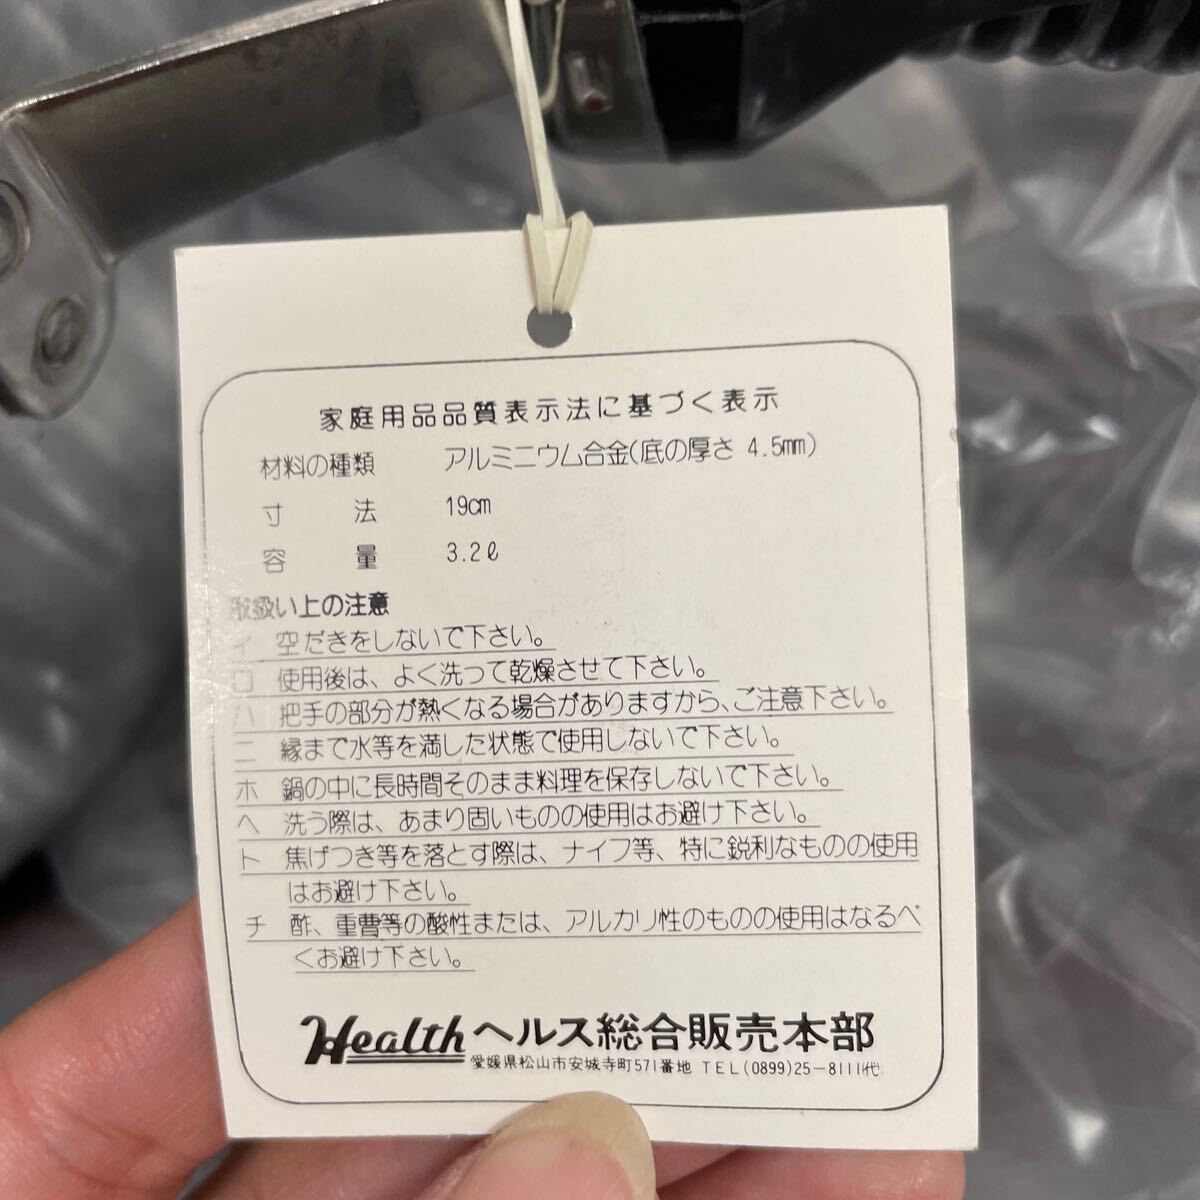 家庭用品品質表示法に基づく表示
材料の種類 アルミニウム合金(底の厚さ 4.5mm)
寸法 19cm
容量 3.2ℓ
取扱い上の注意
イ 空だきをしないで下さい。
ロ 使用後は、よく洗って乾燥させて下さい。
ハ 把手の部分が熱くなる場合がありますから、ご注意下さい。
ニ 縁まで水等を満した状態で使用しないで下さい。
ホ 鍋の中に長時間そのまま料理を保存しないで下さい。
ヘ 洗う際は、あまり固いものの使用はお避け下さい。
ト 焦げつき等を落とす際は、ナイフ等、特に鋭利なものの使用
はお避け下さい。
チ 酢、重曹等の酸性または、アルカリ性のものの使用はなるべ
くお避け下さい。
Health ヘルス総合販売本部
愛媛県松山市安城寺町571番地 TEL(0899)25-8111(代)